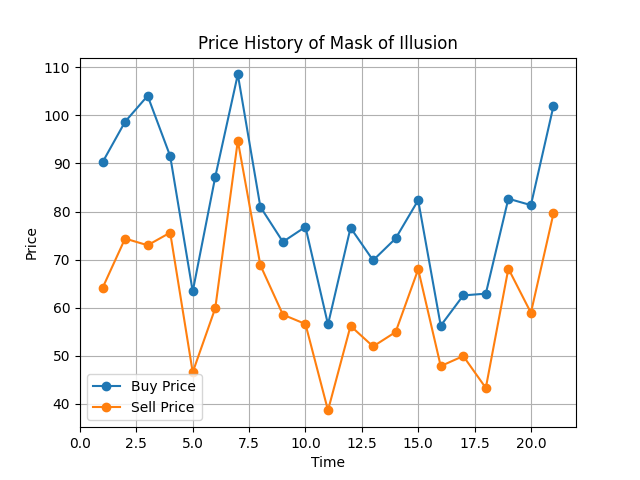 Price History of Mask of Illusion
110
100
90
80
70
60
50
40
Price
Buy Price
Sell Price
0.0 2.5 5.0 7.5 10.0 12.5 15.0 17.5 20.0
Time